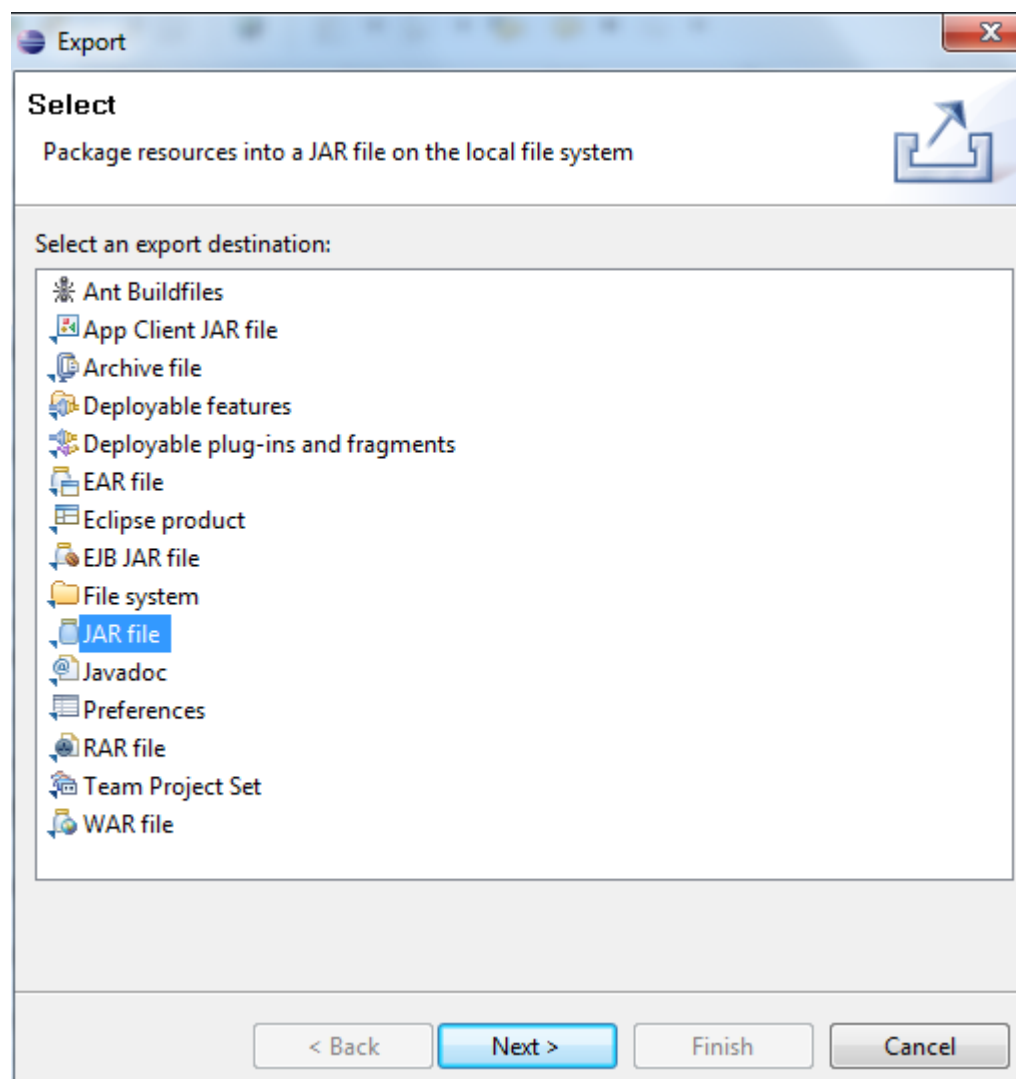 Export
Select
Package resources into a JAR file on the local file system
Select an export destination:
Ant Buildfiles
App Client JAR file
Archive file
Deployable features
Deployable plug-ins and fragments
EAR file
Eclipse product
EJB JAR file
File system
JAR file
Javadoc
Preferences
RAR file
Team Project Set
WAR file
< Back Next > Finish Cancel